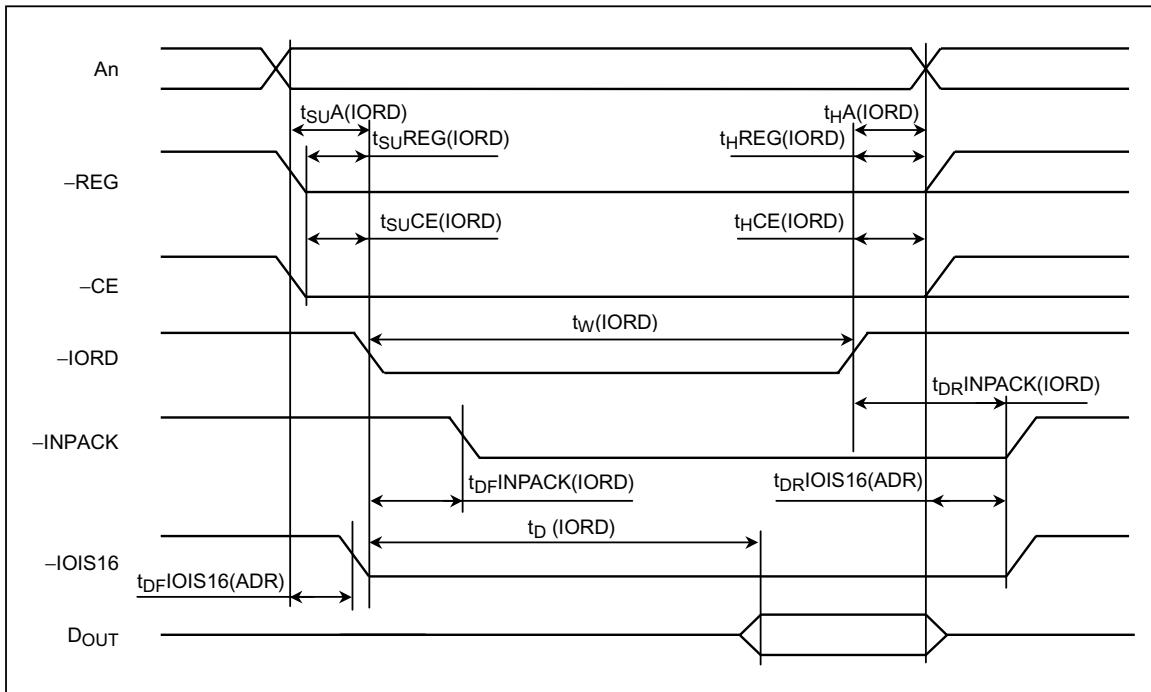 An
tSUA(IORD)
tHA(IORD)
tSUREG(IORD)
tHREG(IORD)
–REG
tSUCE(IORD)
tHCE(IORD)
–CE
tW(IORD)
–IORD
tDRINPACK(IORD)
–INPACK
tDFINPACK(IORD)
tDRIOIS16(ADR)
tD (IORD)
–IOIS16
tDFIOIS16(ADR)
DOUT